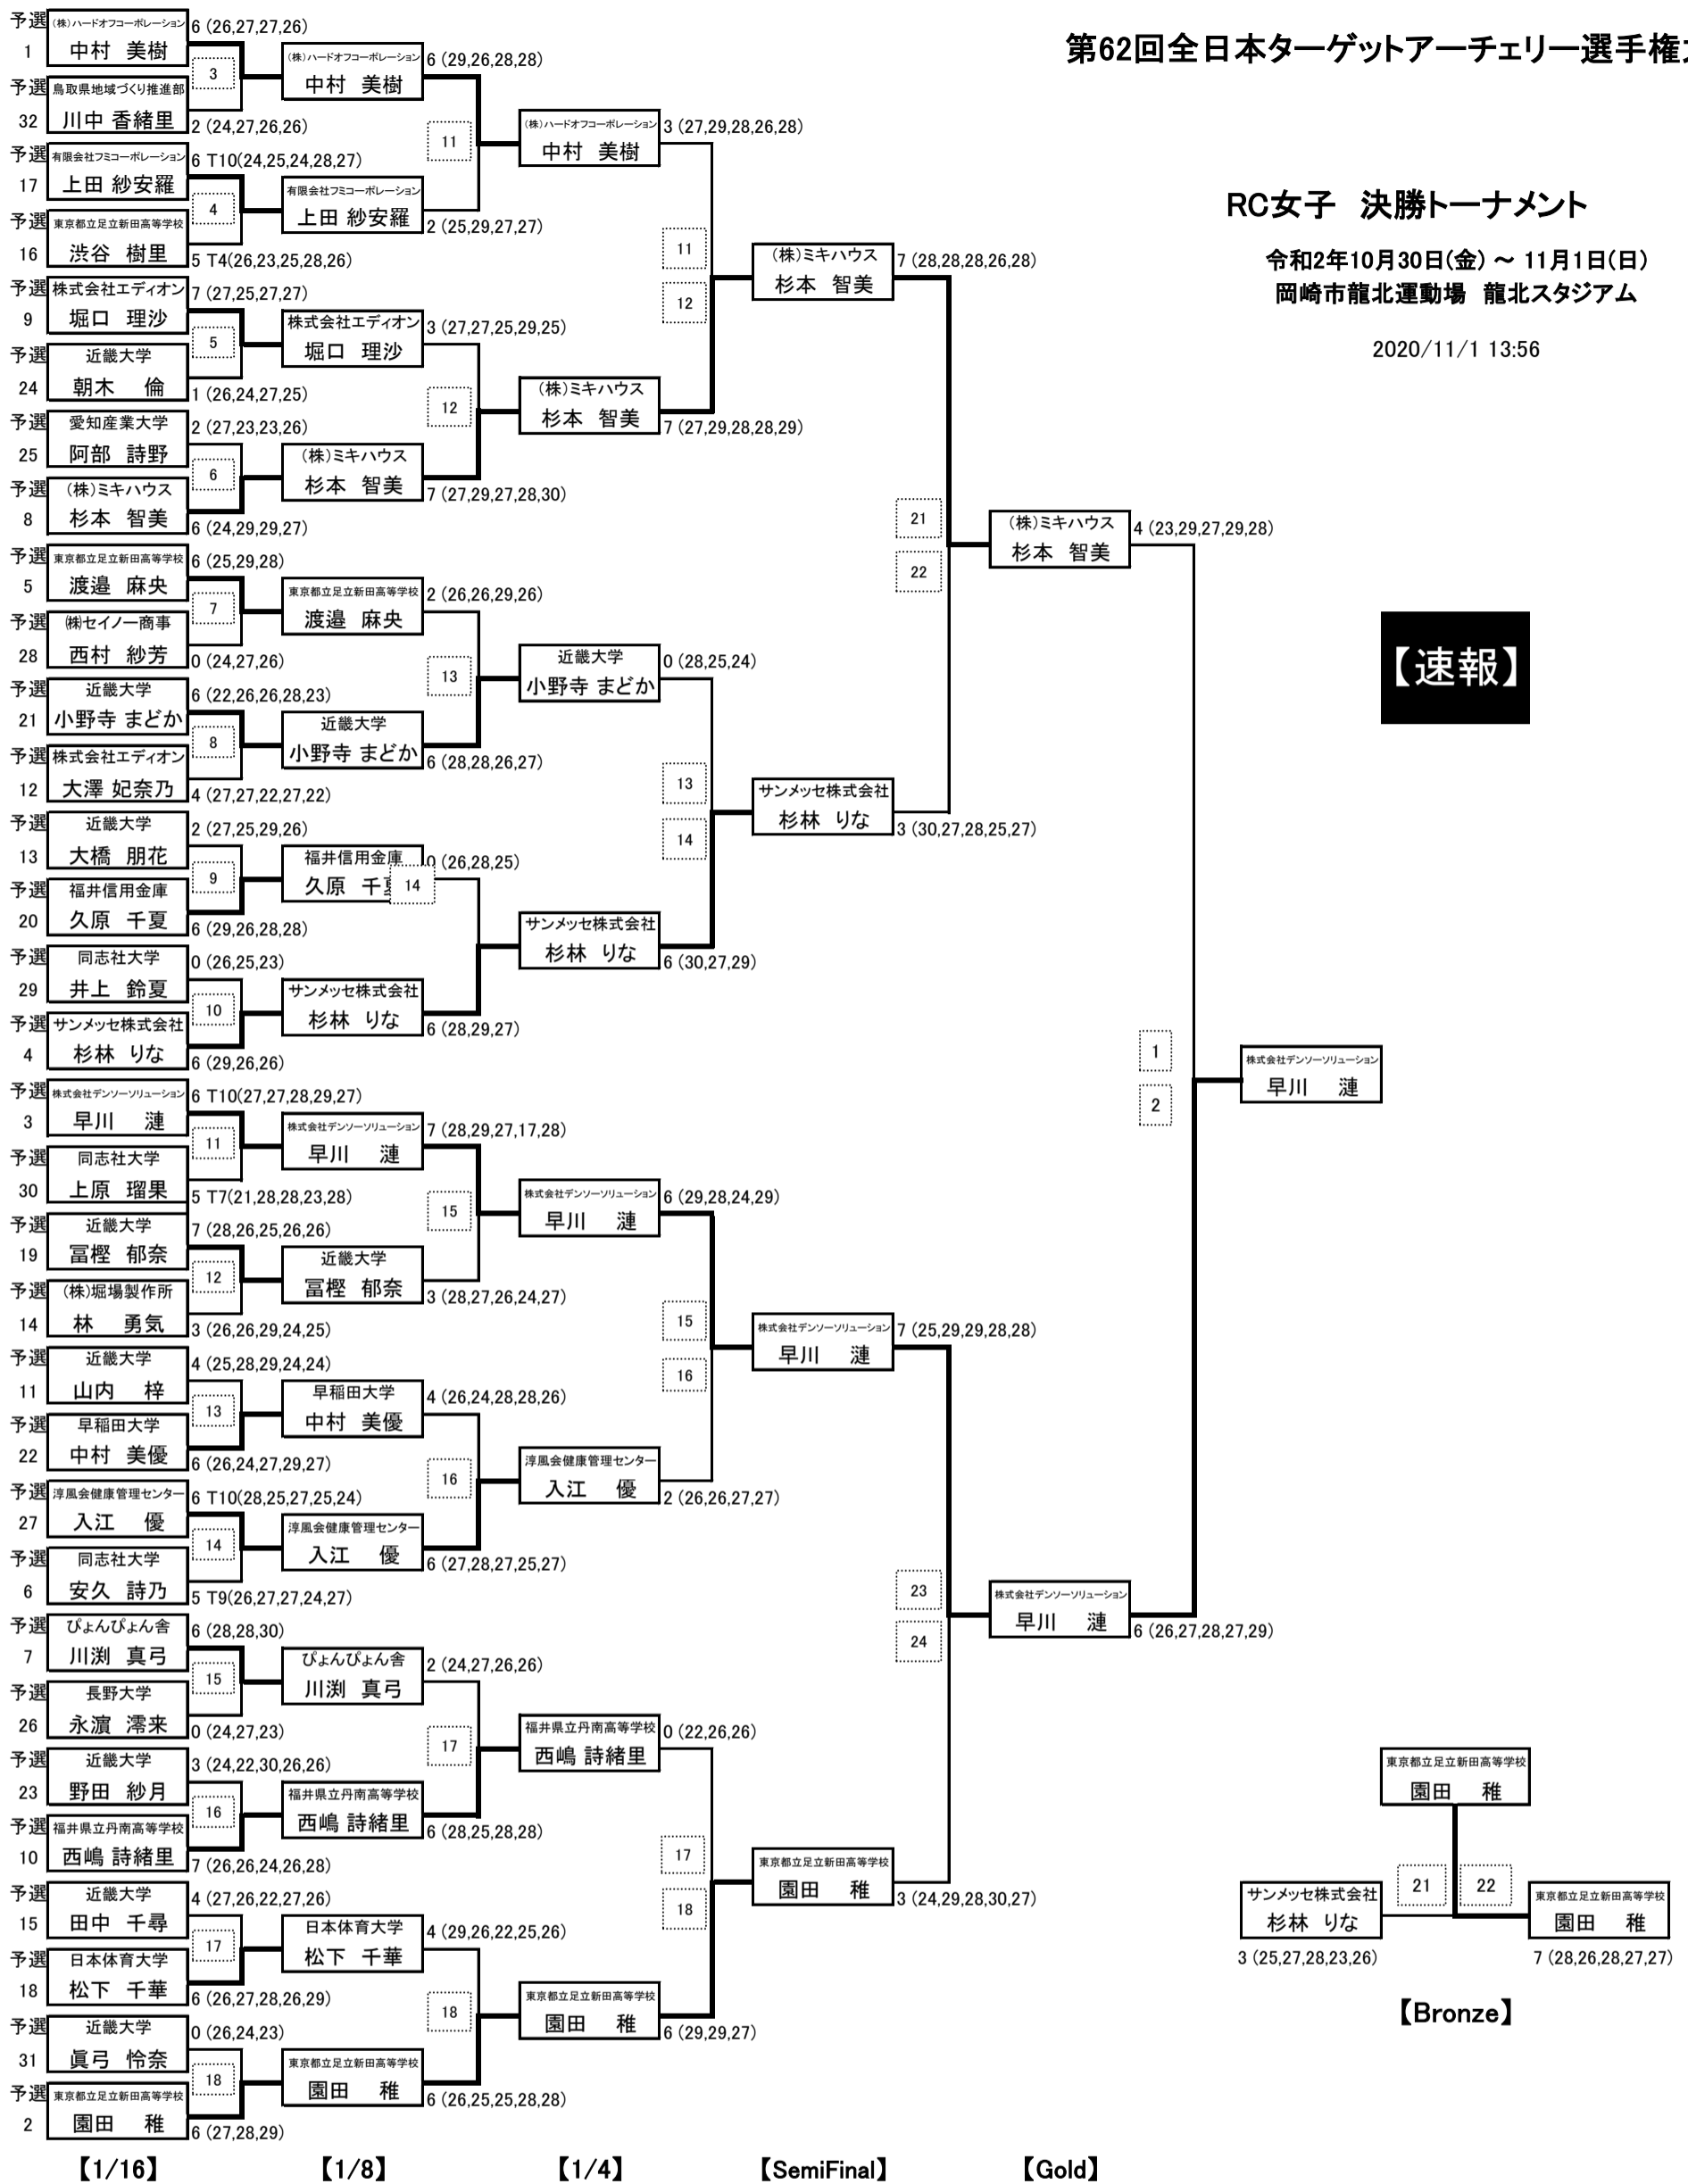 第62回全日本ターゲットアーチェリー選手権
RC女子 決勝トーナメント
令和2年10月30日(金) ～ 11月1日(日)
岡崎市龍北運動場 龍北スタジアム
2020/11/1 13:56
【速報】
予選 (株)ハードオフコーポレーション 6 (26,27,27,26)
1 中村 美樹
3
予選 鳥取県地域づくり推進部
32 川中 香緒里 2 (24,27,26,26)
予選 有限会社フミコーポレーション 6 T10(24,25,24,28,27)
17 上田 紗安羅
4
予選 東京都立足立新田高等学校
16 渋谷 樹里 5 T4(26,23,25,28,26)
予選 株式会社エディオン 7 (27,25,27,27)
9 堀口 理沙
5
予選 近畿大学
24 朝木 倫 1 (26,24,27,25)
予選 愛知産業大学 2 (27,23,23,26)
25 阿部 詩野
6
予選 (株)ミキハウス
8 杉本 智美 6 (24,29,29,27)
予選 東京都立足立新田高等学校 6 (25,29,28)
5 渡邉 麻央
7
予選 ㈱セイノー商事
28 西村 紗芳 0 (24,27,26)
予選 近畿大学 6 (22,26,26,28,23)
21 小野寺 まどか
8
予選 株式会社エディオン
12 大澤 妃奈乃 4 (27,27,22,27,22)
予選 近畿大学 2 (27,25,29,26)
13 大橋 朋花
9
予選 福井信用金庫
20 久原 千夏 6 (29,26,28,28)
予選 同志社大学 0 (26,25,23)
29 井上 鈴夏
10
予選 サンメッセ株式会社
4 杉林 りな 6 (29,26,26)
予選 株式会社デンソーソリューション 6 T10(27,27,28,29,27)
3 早川 漣
11
予選 同志社大学
30 上原 瑠果 5 T7(21,28,28,23,28)
予選 近畿大学 7 (28,26,25,26,26)
19 冨樫 郁奈
12
予選 (株)堀場製作所
14 林 勇気 3 (26,26,29,24,25)
予選 近畿大学 4 (25,28,29,24,24)
11 山内 梓
13
予選 早稲田大学
22 中村 美優 6 (26,24,27,29,27)
予選 淳風会健康管理センター 6 T10(28,25,27,25,24)
27 入江 優
14
予選 同志社大学
6 安久 詩乃 5 T9(26,27,27,24,27)
予選 ぴょんぴょん舎 6 (28,28,30)
7 川渕 真弓
15
予選 長野大学
26 永濵 澪来 0 (24,27,23)
予選 近畿大学 3 (24,22,30,26,26)
23 野田 紗月
16
予選 福井県立丹南高等学校
10 西嶋 詩緒里 7 (26,26,24,26,28)
予選 近畿大学 4 (27,26,22,27,26)
15 田中 千尋
17
予選 日本体育大学
18 松下 千華 6 (26,27,28,26,29)
予選 近畿大学 0 (26,24,23)
31 眞弓 怜奈
18
予選 東京都立足立新田高等学校
2 園田 稚 6 (27,28,29)
【1/16】
(株)ハードオフコーポレーション 6 (29,26,28,28)
中村 美樹
11
有限会社フミコーポレーション
上田 紗安羅 2 (25,29,27,27)
株式会社エディオン 3 (27,27,25,29,25)
堀口 理沙
12
(株)ミキハウス
杉本 智美 7 (27,29,27,28,30)
東京都立足立新田高等学校 2 (26,26,29,26)
渡邉 麻央
13
近畿大学
小野寺 まどか 6 (28,28,26,27)
福井信用金庫 0 (26,28,25)
久原 千
14
サンメッセ株式会社
杉林 りな 6 (28,29,27)
株式会社デンソーソリューション 7 (28,29,27,17,28)
早川 漣
15
近畿大学
冨樫 郁奈 3 (28,27,26,24,27)
早稲田大学 4 (26,24,28,28,26)
中村 美優
16
淳風会健康管理センター
入江 優 6 (27,28,27,25,27)
ぴょんぴょん舎 2 (24,27,26,26)
川渕 真弓
17
福井県立丹南高等学校
西嶋 詩緒里 6 (28,25,28,28)
日本体育大学 4 (29,26,22,25,26)
松下 千華
18
東京都立足立新田高等学校
園田 稚 6 (26,25,25,28,28)
【1/8】
(株)ハードオフコーポレーション 3 (27,29,28,26,28)
中村 美樹
11
12
(株)ミキハウス
杉本 智美 7 (27,29,28,28,29)
近畿大学 0 (28,25,24)
小野寺 まどか
13
14
サンメッセ株式会社
杉林 りな 6 (30,27,29)
株式会社デンソーソリューション 6 (29,28,24,29)
早川 漣
15
16
淳風会健康管理センター
入江 優 2 (26,26,27,27)
福井県立丹南高等学校 0 (22,26,26)
西嶋 詩緒里
17
18
東京都立足立新田高等学校
園田 稚 6 (29,29,27)
【1/4】
(株)ミキハウス 7 (28,28,28,26,28)
杉本 智美
21
22
サンメッセ株式会社
杉林 りな 3 (30,27,28,25,27)
株式会社デンソーソリューション 7 (25,29,29,28,28)
早川 漣
23
24
東京都立足立新田高等学校
園田 稚 3 (24,29,28,30,27)
【SemiFinal】
(株)ミキハウス 4 (23,29,27,29,28)
杉本 智美
1
2
株式会社デンソーソリューション
早川 漣 6 (26,27,28,27,29)
【Gold】
株式会社デンソーソリューション
早川 漣
東京都立足立新田高等学校
園田 稚
21 22
サンメッセ株式会社
杉林 りな
3 (25,27,28,23,26)
東京都立足立新田高等学校
園田 稚
7 (28,26,28,27,27)
【Bronze】